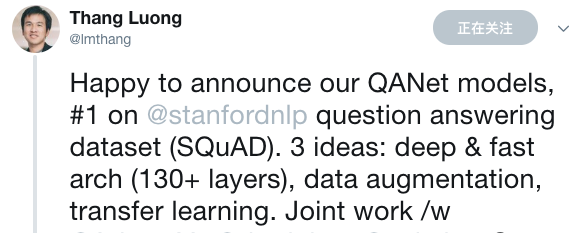 Thang Luong
@lmthang
正在关注
Happy to announce our QANet models,
#1 on @stanfordnlp question answering
dataset (SQuAD). 3 ideas: deep & fast
arch (130+ layers), data augmentation,
transfer learning. Joint work /w